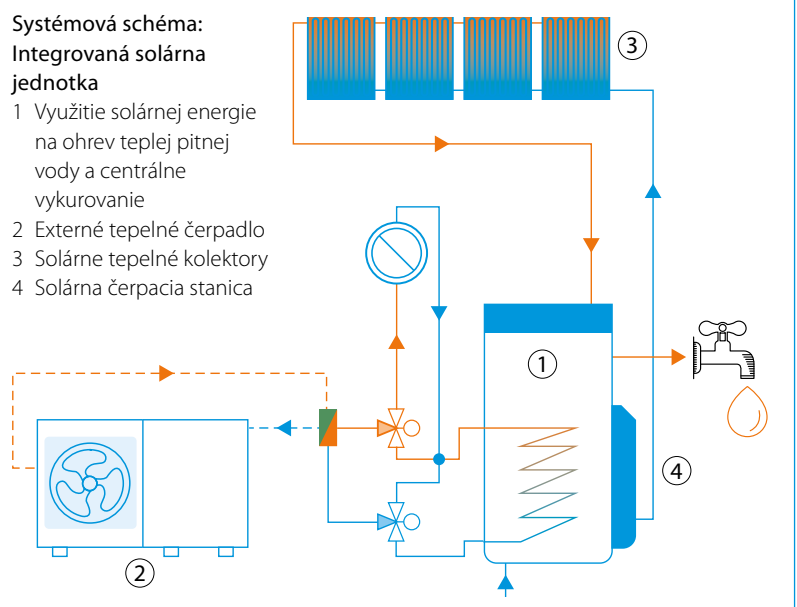 Systémová schéma:
Integrovaná solárna
jednotka
1 Využitie solárnej energie
na ohrev teplej pitnej
vody a centrálne
vykurovanie
2 Externé tepelné čerpadlo
3 Solárne tepelné kolektory
4 Solárna čerpacia stanica
3
1
4
2